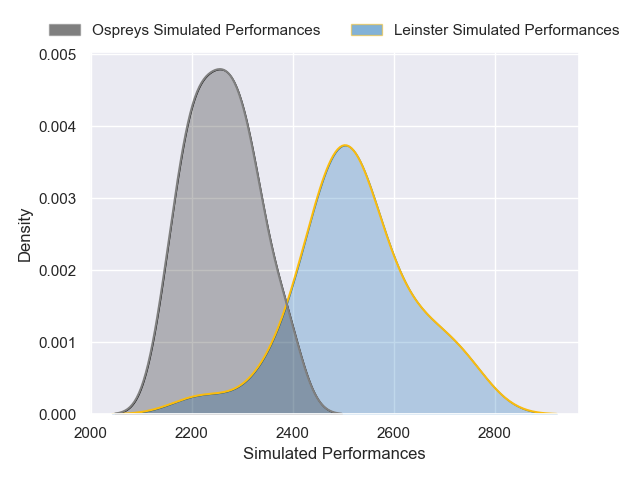 Ospreys Simulated Performances Leinster Simulated Performances
0.005
0.004
0.003
0.002
0.001
0.000
Density
2000 2200 2400 2600 2800
Simulated Performances